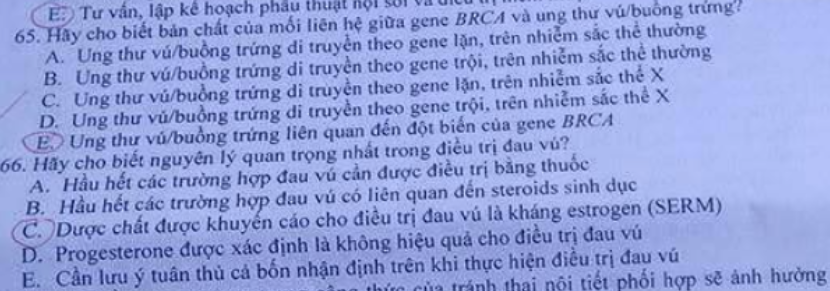 E. Tư vấn, lập kế hoạch phẫu thuật nội soi và
65. Hãy cho biết bản chất của mối liên hệ giữa gene BRCA và ung thư vú/buồng trứng?
A. Ung thư vú/buồng trứng di truyền theo gene lặn, trên nhiễm sắc thể thường
B. Ung thư vú/buồng trứng di truyền theo gene trội, trên nhiễm sắc thể thường
C. Ung thư vú/buồng trứng di truyền theo gene lặn, trên nhiễm sắc thể X
D. Ung thư vú/buồng trứng di truyền theo gene trội, trên nhiễm sắc thể X
E. Ung thư vú/buồng trứng liên quan đến đột biến của gene BRCA
66. Hãy cho biết nguyên lý quan trọng nhất trong điều trị đau vú?
A. Hầu hết các trường hợp đau vú cần được điều trị bằng thuốc
B. Hầu hết các trường hợp đau vú có liên quan đến steroids sinh dục
C. Dược chất được khuyến cáo cho điều trị đau vú là kháng estrogen (SERM)
D. Progesterone được xác định là không hiệu quả cho điều trị đau vú
E. Cần lưu ý tuân thủ cả bốn nhận định trên khi thực hiện điều trị đau vú
thức của tránh thai nội tiết phối hợp sẽ ảnh hưởng